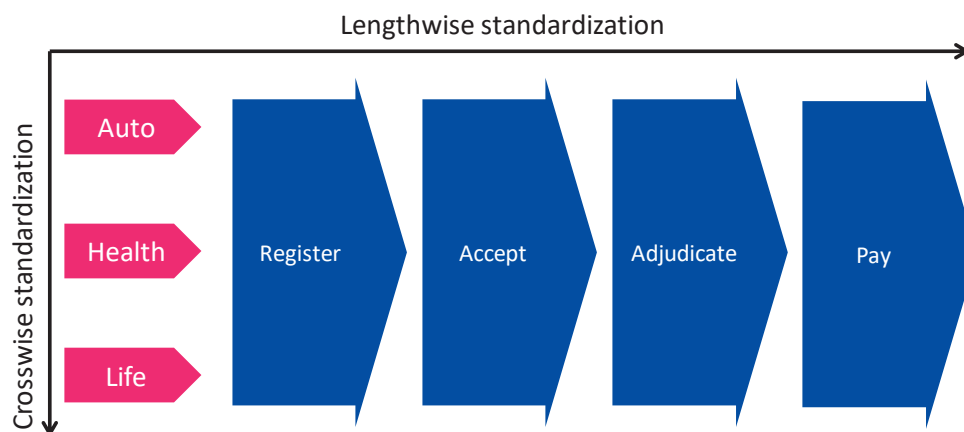 Lengthwise standardization
Crosswise standardization
Auto
Health
Life
Register
Accept
Adjudicate
Pay